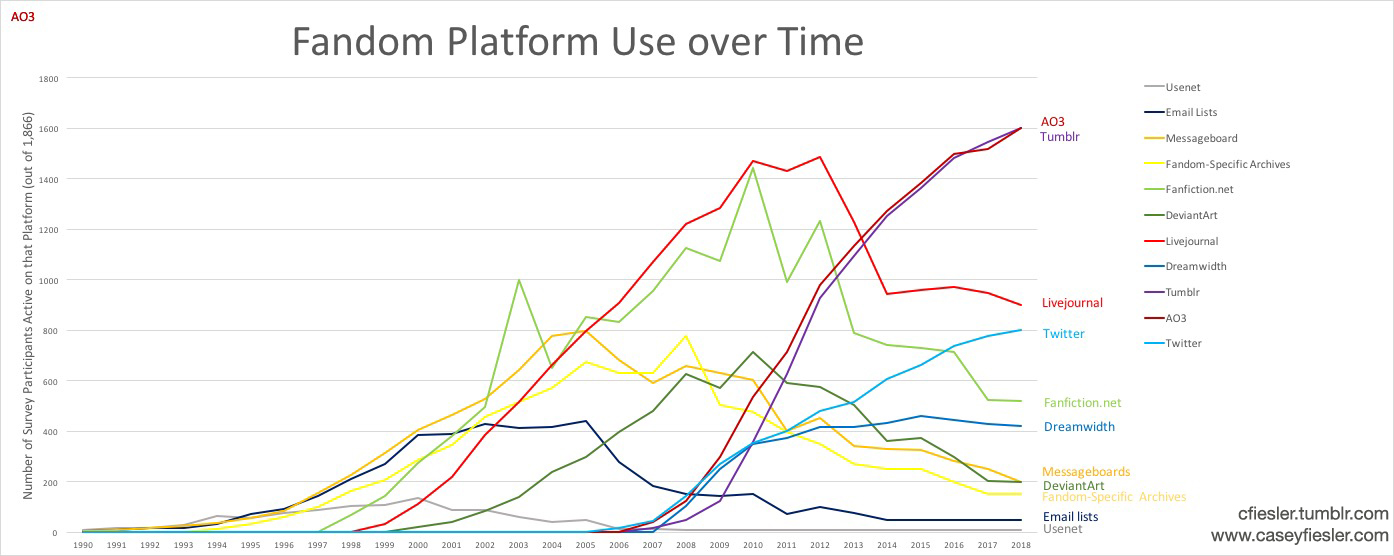 AO3
Fandom Platform Use over Time
Number of Survey Participants Active on that Platform (out of 1,866)
1800
1600
1400
1200
1000
800
600
400
200
0
1990 1991 1992 1993 1994 1995 1996 1997 1998 1999 2000 2001 2002 2003 2004 2005 2006 2007 2008 2009 2010 2011 2012 2013 2014 2015 2016 2017 2018
AO3
Tumblr
Livejournal
Twitter
Fanfiction.net
Dreamwidth
Messageboards
DeviantArt
Fandom-Specific Archives
Email lists
Usenet
Usenet
Email Lists
Messageboard
Fandom-Specific Archives
Fanfiction.net
DeviantArt
Livejournal
Dreamwidth
Tumblr
AO3
Twitter
cfiesler.tumblr.com
www.caseyfiesler.com